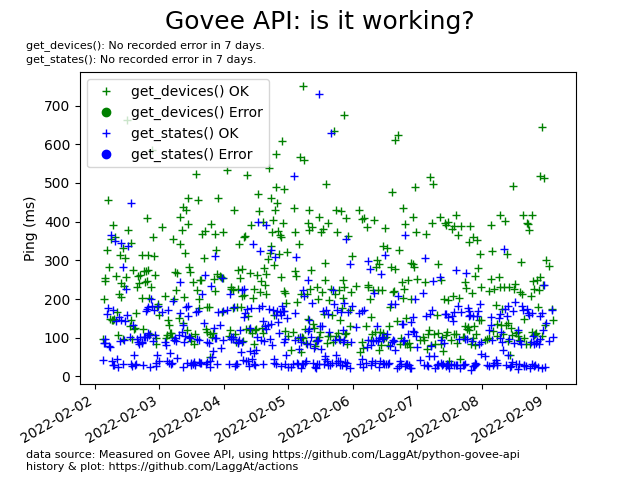 Govee API: is it working?
get_devices(): No recorded error in 7 days.
get_states(): No recorded error in 7 days.
get_devices() OK
get_devices() Error
get_states() OK
get_states() Error
Ping (ms)
700
600
500
400
300
200
100
0
2022-02-02
2022-02-03
2022-02-04
2022-02-05
2022-02-06
2022-02-07
2022-02-08
2022-02-09
data source: Measured on Govee API, using https://github.com/LaggAt/python-govee-api
history & plot: https://github.com/LaggAt/actions